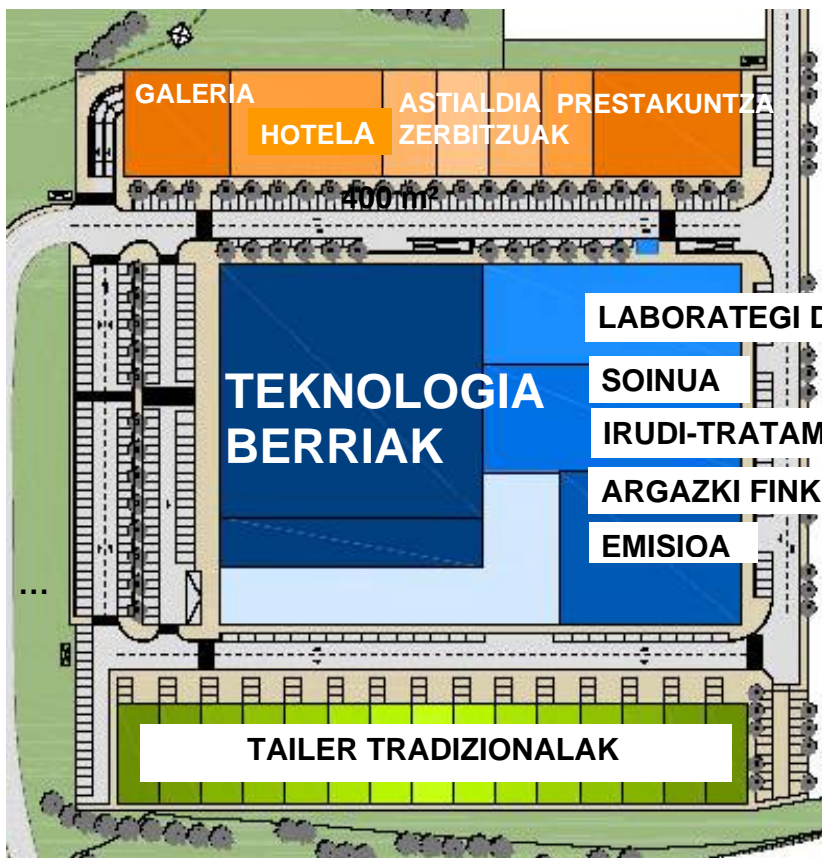 GALERIA
HOTELA
ASTIALDIA PRESTAKUNTZA
ZERBITZUAK
400 m²
LABORATEGI D
TEKNOLOGIA
BERRIAK
SOINUA
IRUDI-TRATAM
ARGAZKI FINK
EMISIOA
...
TAILER TRADIZIONALAK